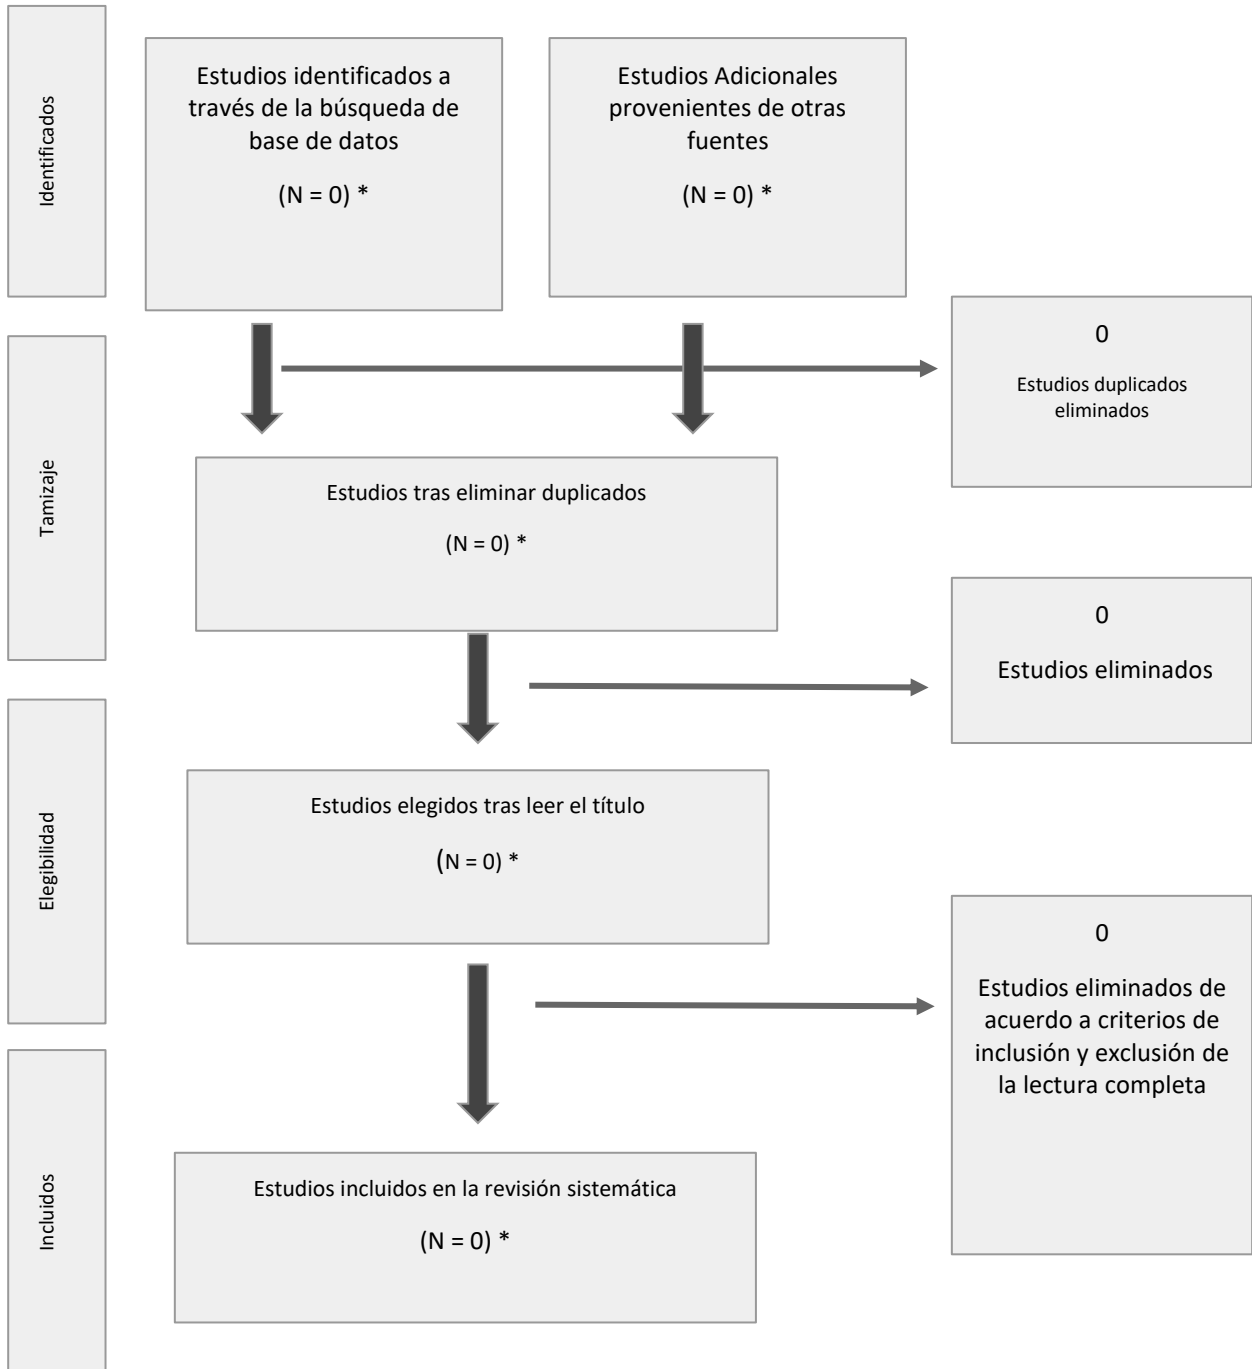 Identificados
Estudios identificados a
través de la búsqueda de
base de datos
(N = 0) *
Estudios Adicionales
provenientes de otras
fuentes
(N = 0) *
0
Estudios duplicados
eliminados
Tamizaje
Estudios tras eliminar duplicados
(N = 0) *
0
Estudios eliminados
Elegibilidad
Estudios elegidos tras leer el título
(N = 0) *
0
Estudios eliminados de
acuerdo a criterios de
inclusión y exclusión de
la lectura completa
Incluidos
Estudios incluidos en la revisión sistemática
(N = 0) *